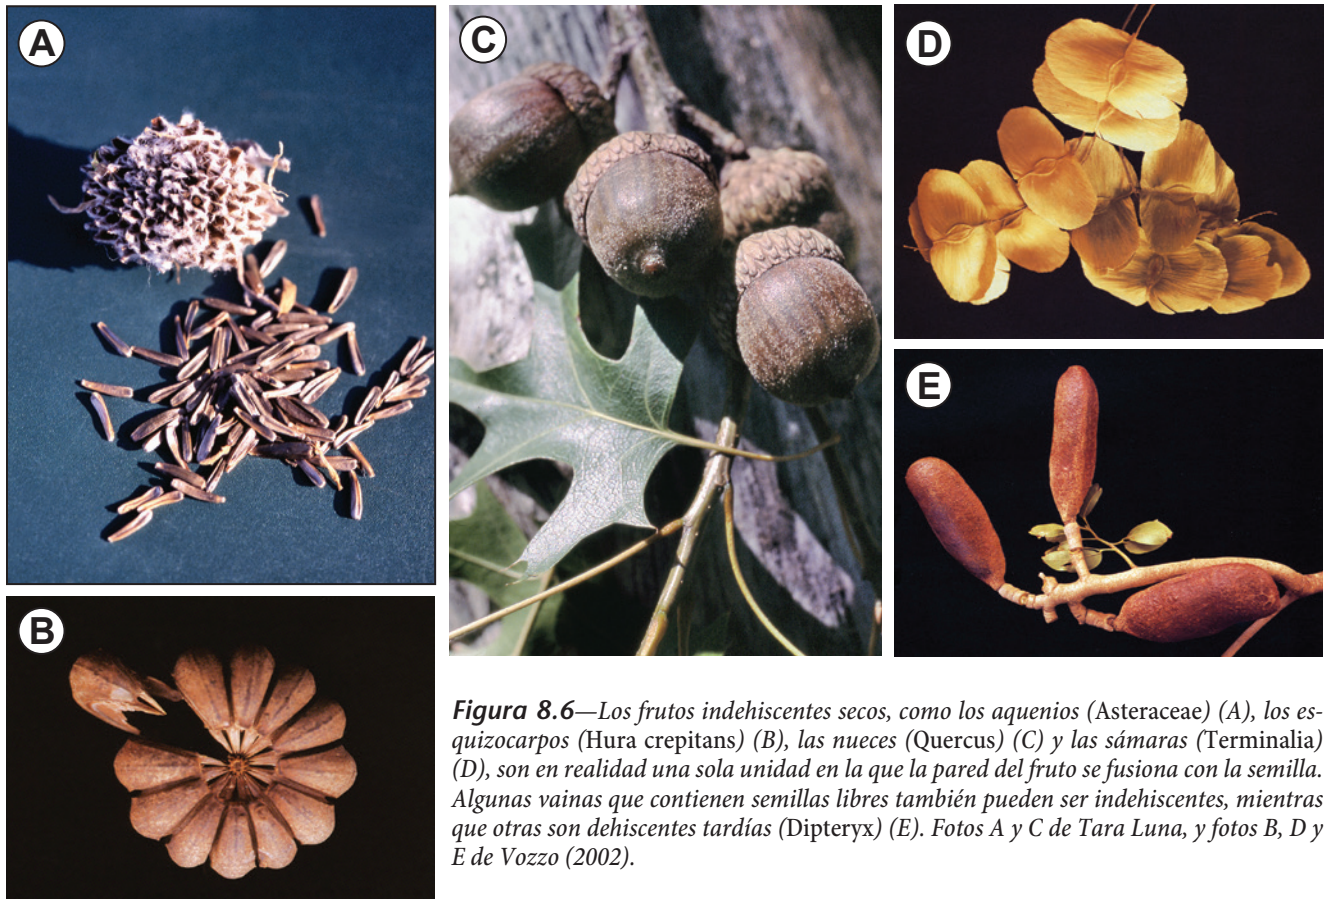 A
C
D
E
B
Figura 8.6—Los frutos indehiscentes secos, como los aquenios (Asteraceae) (A), los es-
quizocarpos (Hura crepitans) (B), las nueces (Quercus) (C) y las sámaras (Terminalia)
(D), son en realidad una sola unidad en la que la pared del fruto se fusiona con la semilla.
Algunas vainas que contienen semillas libres también pueden ser indehiscentes, mientras
que otras son dehiscentes tardías (Dipteryx) (E). Fotos A y C de Tara Luna, y fotos B, D y
E de Vozzo (2002).